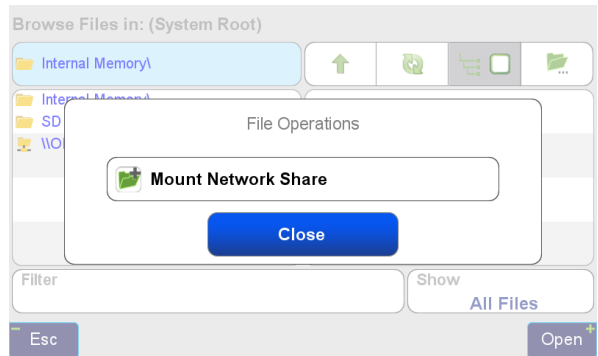 Browse Files in: (System Root)
Internal Memory\
...
Internal Memory\
SD
File Operations
Mount Network Share
Close
Filter
Show
All Files
Esc
Open